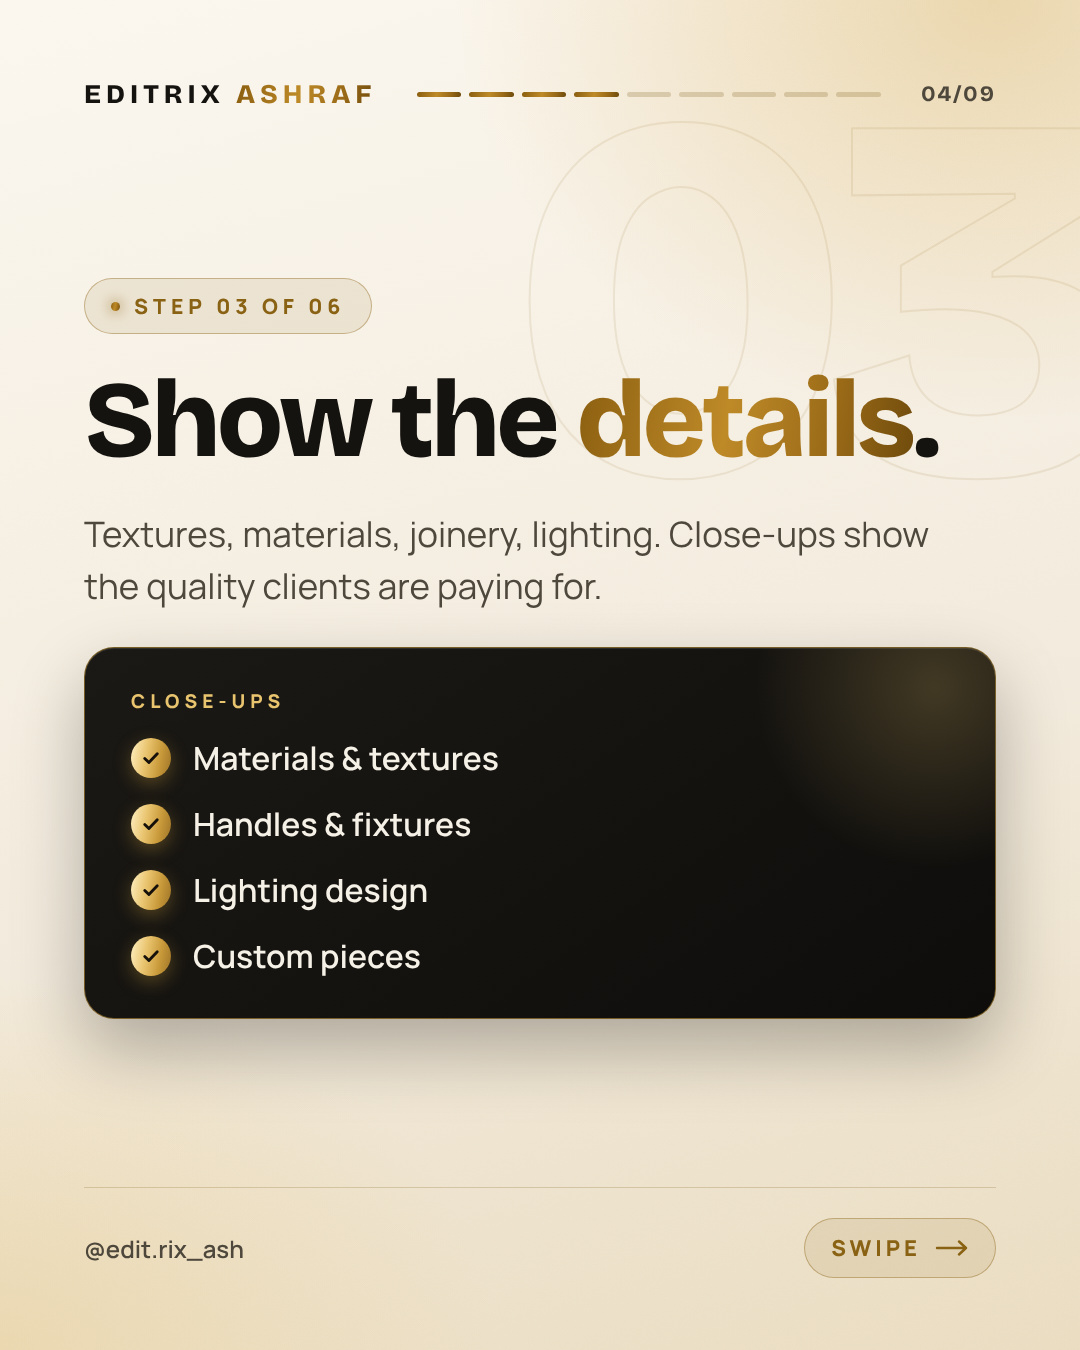 EDITRIX ASHRAF
04/09
03
STEP 03 OF 06
Show the details.
Textures, materials, joinery, lighting. Close-ups show
the quality clients are paying for.
CLOSE-UPS
Materials & textures
Handles & fixtures
Lighting design
Custom pieces
@edit.rix_ash
SWIPE →